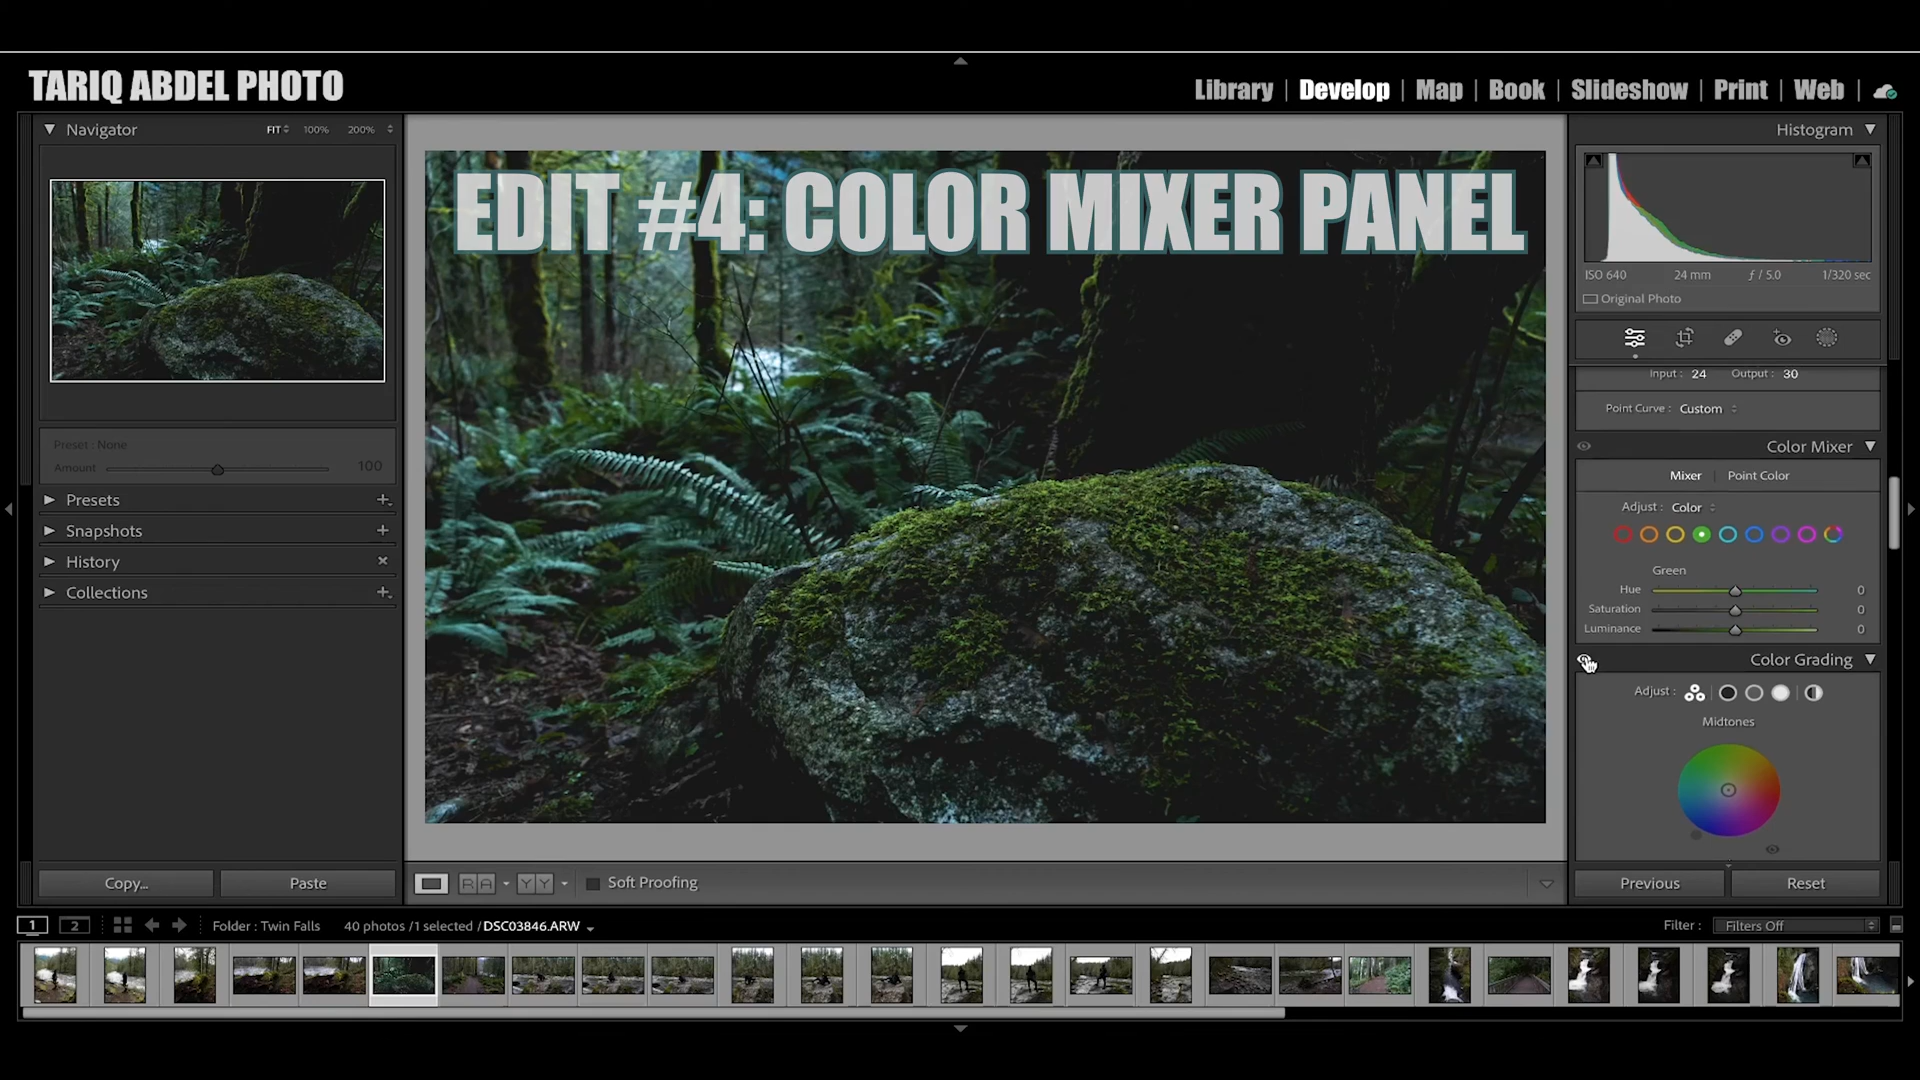 TARIQ ABDEL PHOTO
Library | Develop | Map | Book | Slideshow | Print | Web |
Navigator FIT 100% 200%
Histogram
EDIT #4: COLOR MIXER PANEL
ISO 640 24 mm ƒ / 5.0 1/320 sec
Original Photo
Input : 24 Output : 30
Point Curve : Custom
Preset : None
Amount 100
Presets
Snapshots
History
Collections
Color Mixer
Mixer | Point Color
Adjust : Color
Green
Hue 0
Saturation 0
Luminance 0
Color Grading
Adjust :
Midtones
Copy... Paste
R A Y Y Soft Proofing
Previous Reset
1 2 Folder : Twin Falls 40 photos /1 selected /DSC03846.ARW Filter : Filters Off